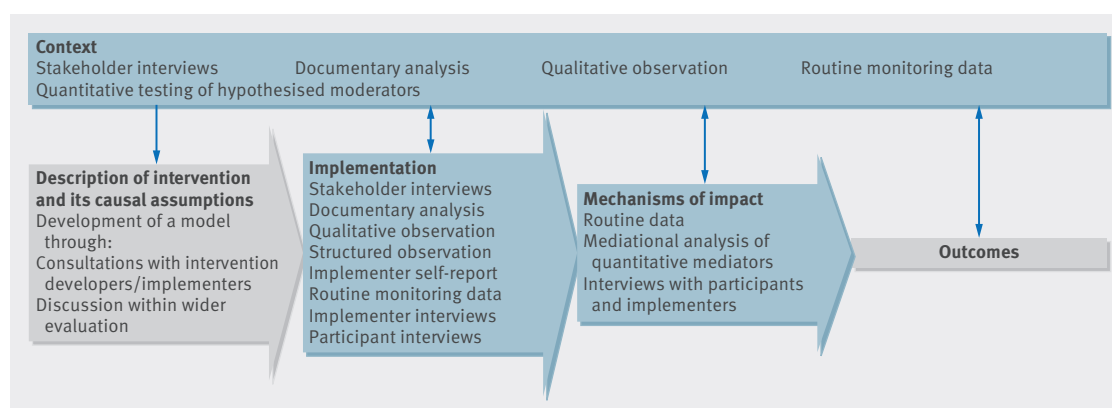 Context
Stakeholder interviews Documentary analysis Qualitative observation Routine monitoring data
Quantitative testing of hypothesised moderators
Description of intervention
and its causal assumptions
Development of a model
through:
Consultations with intervention
developers/implementers
Discussion within wider
evaluation
Implementation
Stakeholder interviews
Documentary analysis
Qualitative observation
Structured observation
Implementer self-report
Routine monitoring data
Implementer interviews
Participant interviews
Mechanisms of impact
Routine data
Mediational analysis of
quantitative mediators
Interviews with participants
and implementers
Outcomes